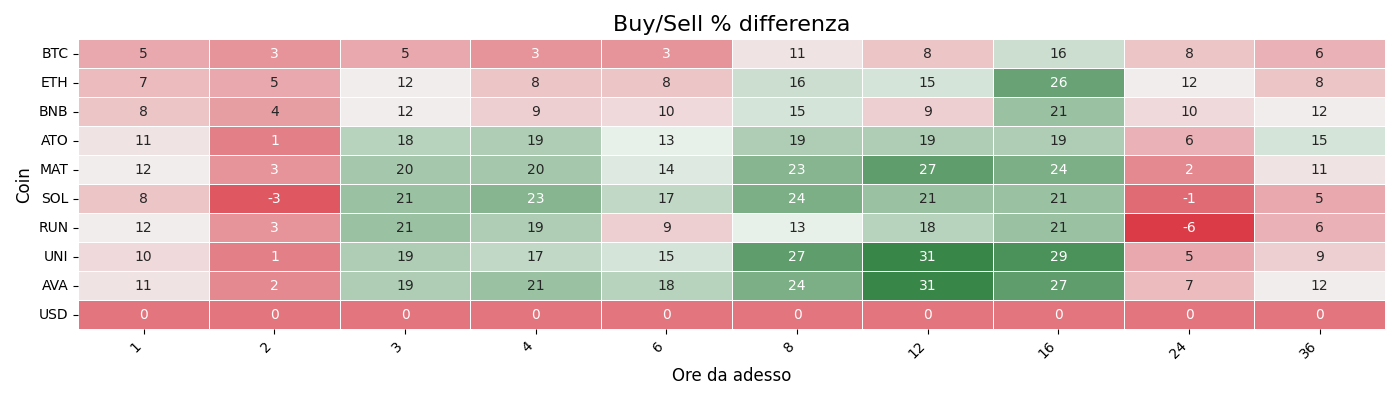 Buy/Sell % differenza
Coin
BTC 5 3 5 3 3 11 8 16 8 6
ETH 7 5 12 8 8 16 15 26 12 8
BNB 8 4 12 9 10 15 9 21 10 12
ATO 11 1 18 19 13 19 19 19 6 15
MAT 12 3 20 20 14 23 27 24 2 11
SOL 8 -3 21 23 17 24 21 21 -1 5
RUN 12 3 21 19 9 13 18 21 -6 6
UNI 10 1 19 17 15 27 31 29 5 9
AVA 11 2 19 21 18 24 31 27 7 12
USD 0 0 0 0 0 0 0 0 0 0
1 2 3 4 6 8 12 16 24 36
Ore da adesso